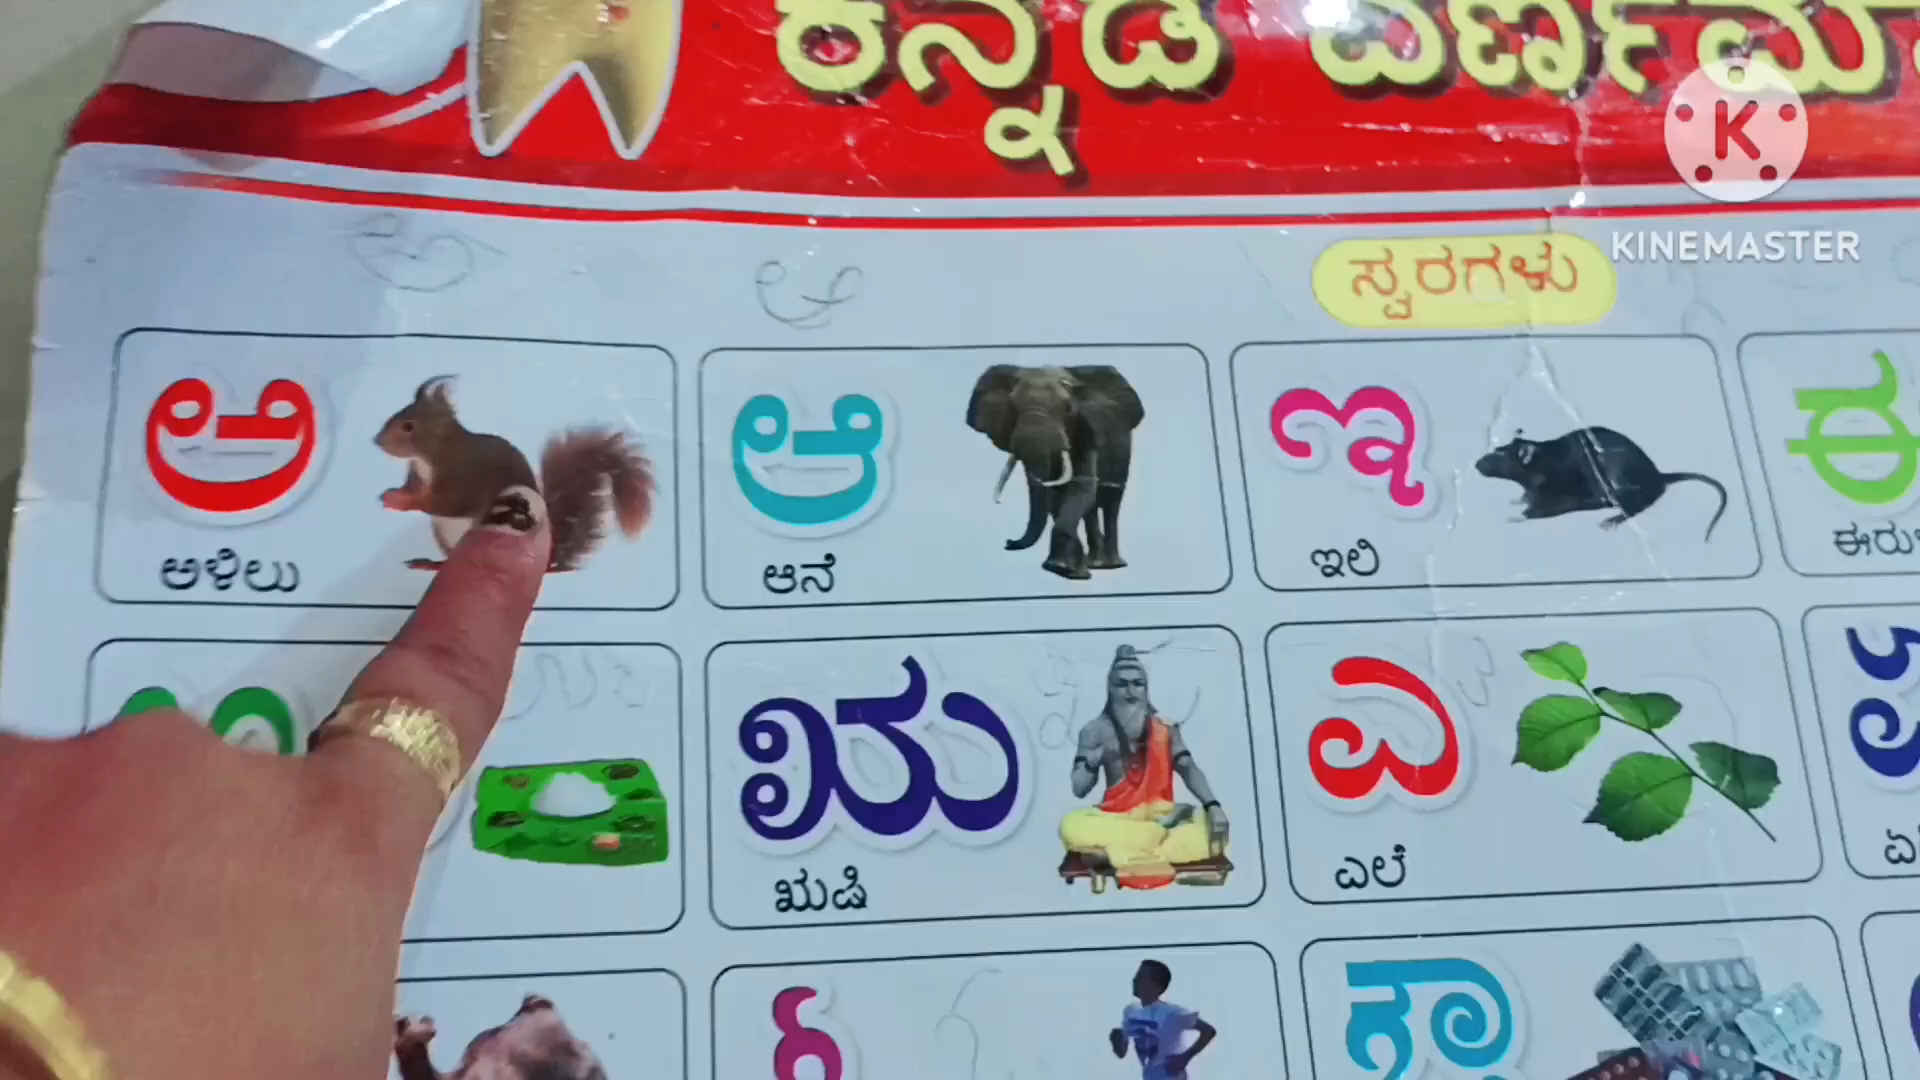 ಕನ್ನಡ
KINEMASTER
ಅ ಆ
ಸ್ವರಗಳು
ಅ ಆ ಇ ಈ
ಅಳಿಲು ಆನೆ ಇಲಿ
ಋ ಎ
ಋಷಿ ಎಲೆ